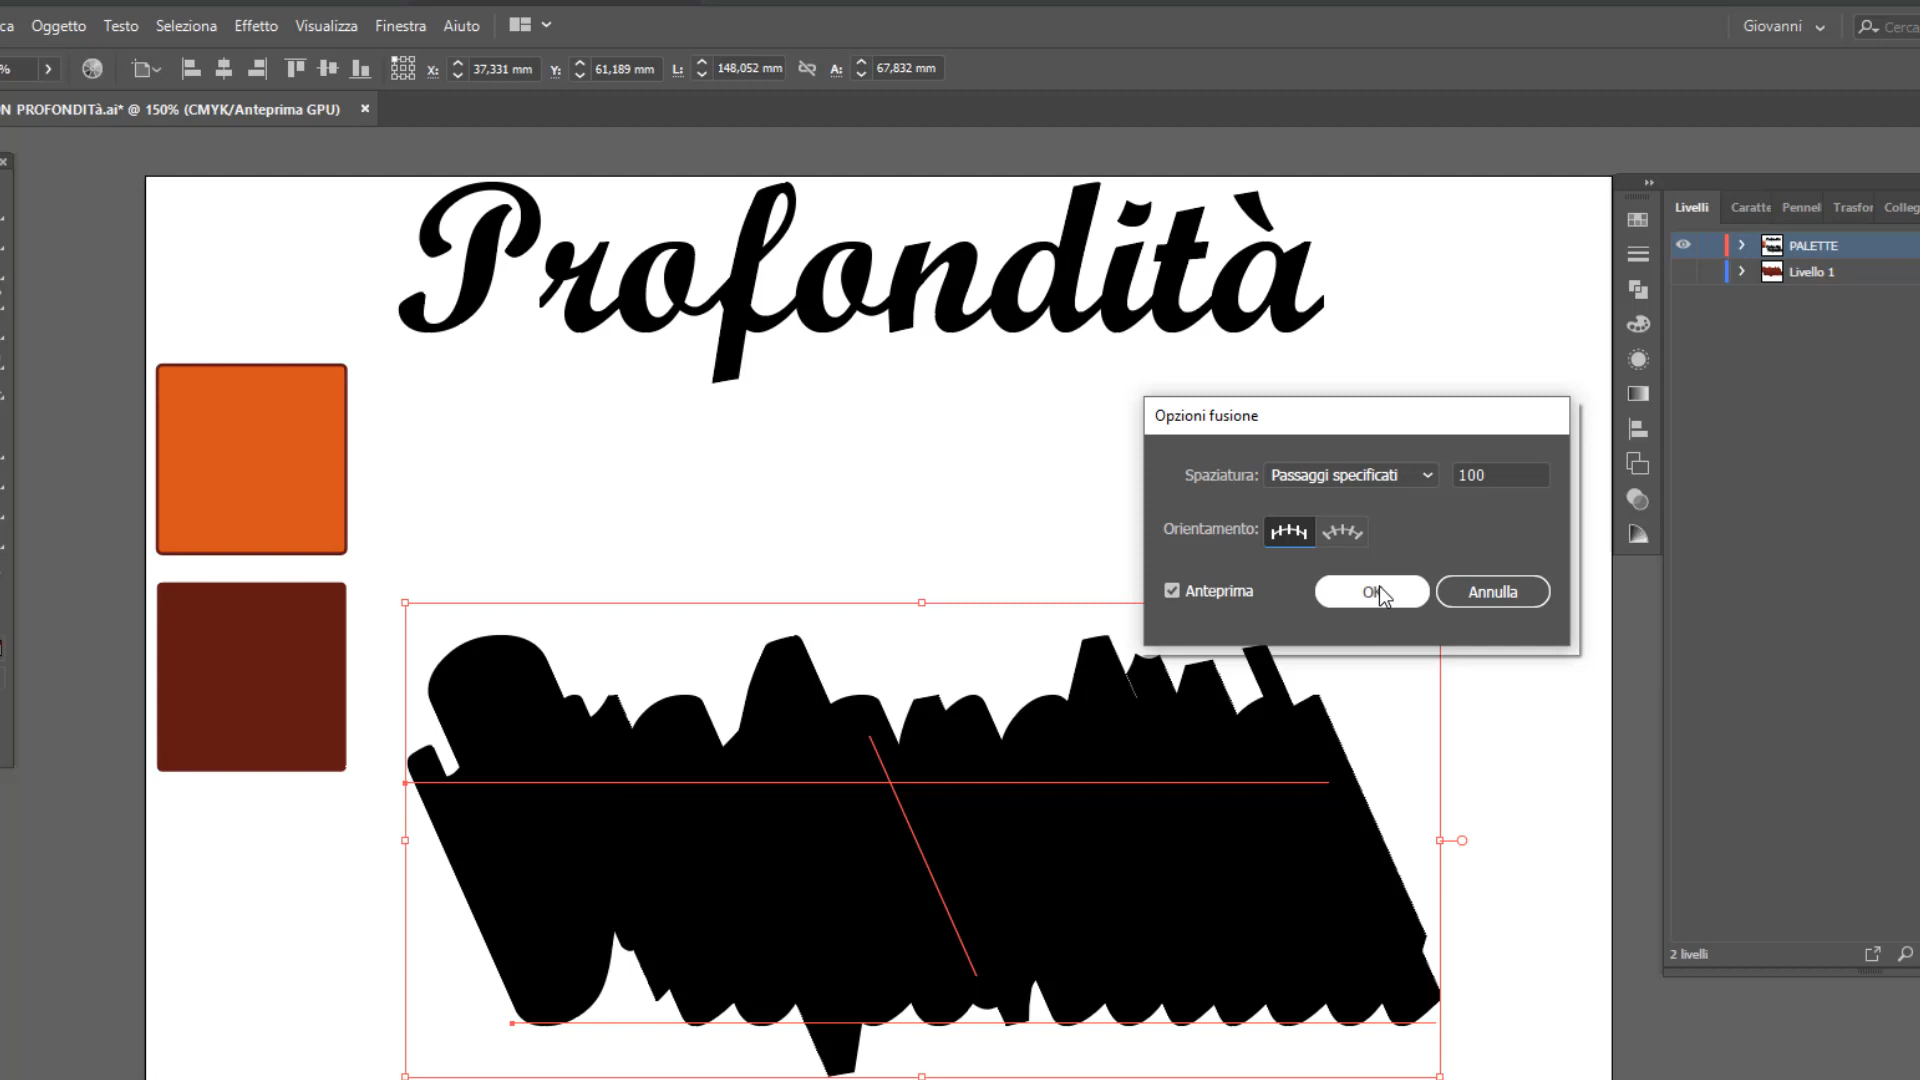 ca Oggetto Testo Seleziona Effetto Visualizza Finestra Aiuto Giovanni Cerca
% X: 37,331 mm Y: 61,189 mm L: 148,052 mm A: 67,832 mm
N PROFONDITà.ai* @ 150% (CMYK/Anteprima GPU) ×
Profondità
Livelli Caratte Pennel Trasfor Colleg
PALETTE
Livello 1
Opzioni fusione
Spaziatura: Passaggi specificati 100
Orientamento:
Anteprima OK Annulla
2 livelli